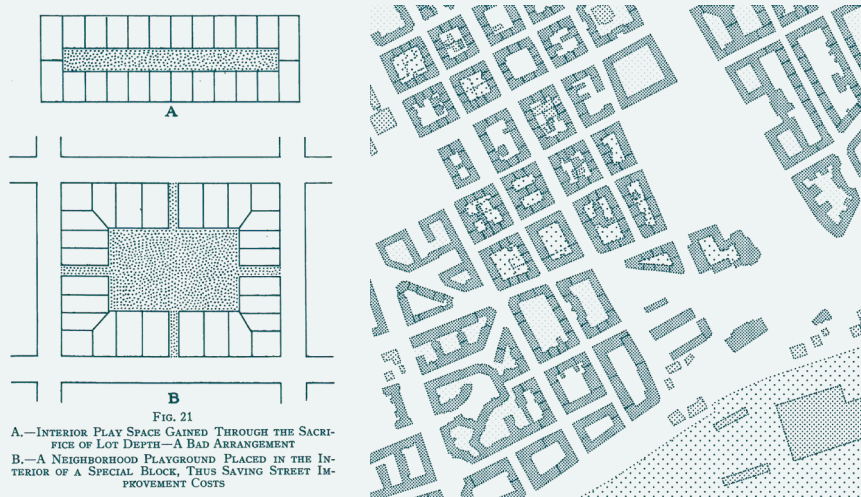 A
B
Fig. 21
A.—Interior Play Space Gained Through the Sacri-
fice of Lot Depth—A Bad Arrangement
B.—A Neighborhood Playground Placed in the In-
terior of a Special Block, Thus Saving Street Im-
provement Costs